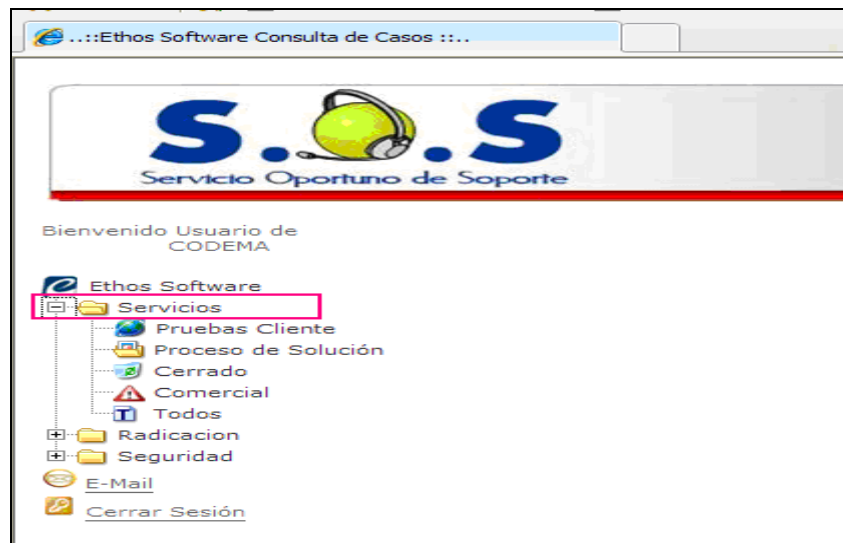 ..::Ethos Software Consulta de Casos ::..
S.O.S
Servicio Oportuno de Soporte
Bienvenido Usuario de
CODEMA
Ethos Software
Servicios
Pruebas Cliente
Proceso de Solución
Cerrado
Comercial
Todos
Radicacion
Seguridad
E-Mail
Cerrar Sesión